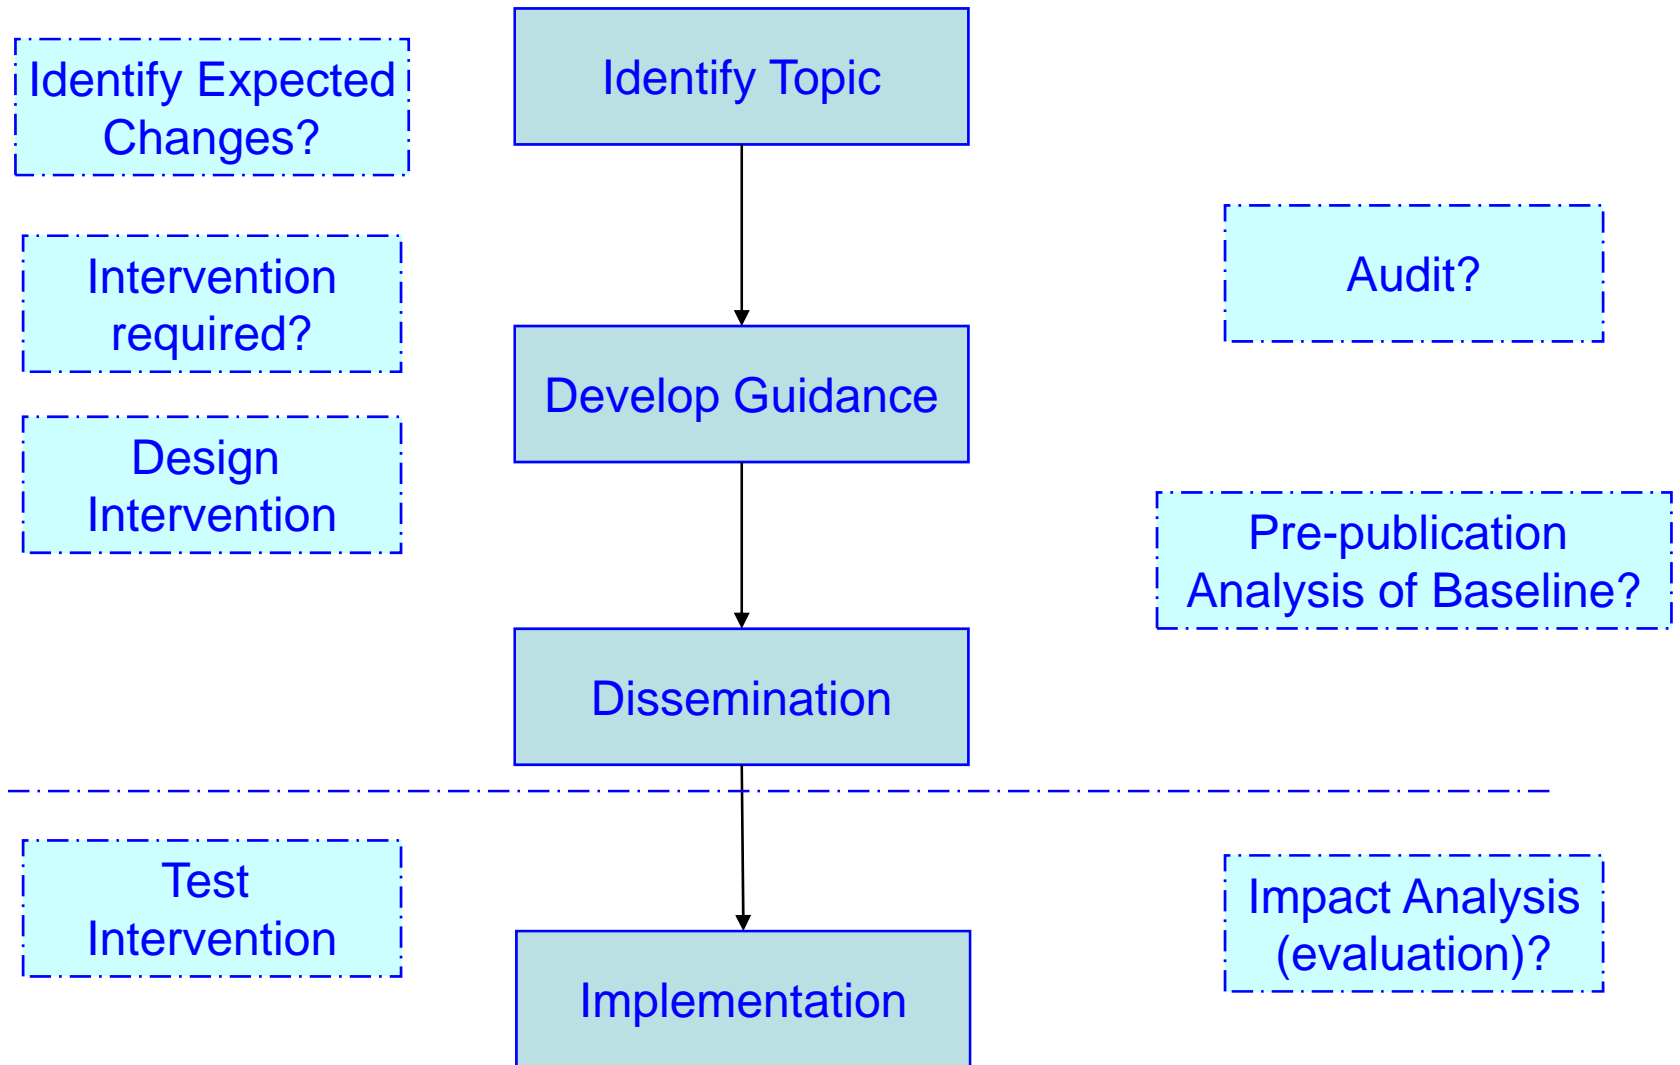 Identify Topic
Identify Expected
Changes?
Intervention
required?
Audit?
Develop Guidance
Design
Intervention
Pre-publication
Analysis of Baseline?
Dissemination
Test
Intervention
Impact Analysis
(evaluation)?
Implementation